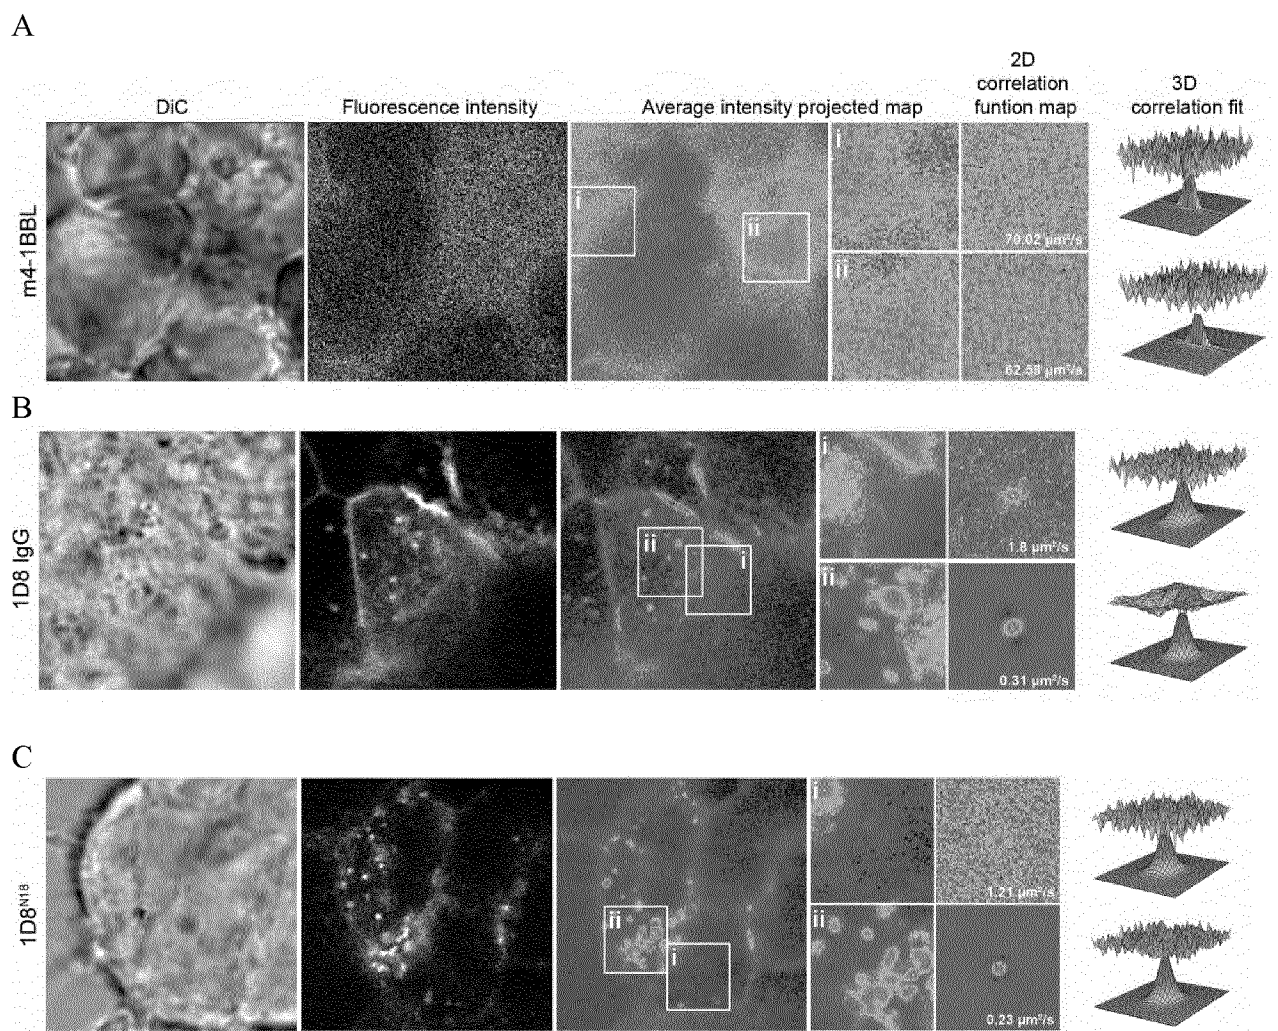 A
DiC
Fluorescence intensity
Average intensity projected map
2D
correlation
funtion map
3D
correlation fit
m4-1BBL
i
ii
i
70.02 µm²/s
ii
62.58 µm²/s
B
1D8 IgG
ii
i
i
1.8 µm²/s
ii
0.31 µm²/s
C
1D8ᴺ¹⁸
ii
i
i
1.21 µm²/s
ii
0.23 µm²/s